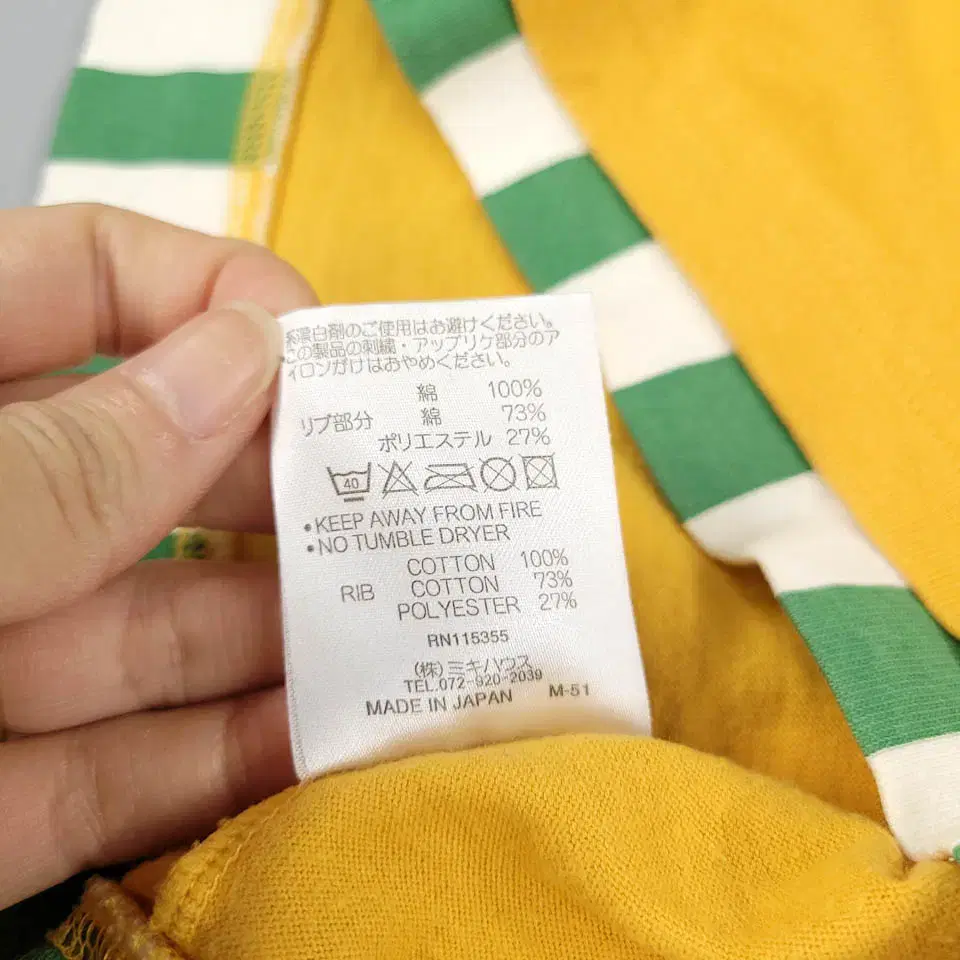 系漂白剤のご使用はお避けください。
この製品の刺繍・アップリケ部分のア
イロンがけはおやめください。
綿 100%
リブ部分 綿 73%
ポリエステル 27%
40
•KEEP AWAY FROM FIRE
•NO TUMBLE DRYER
COTTON 100%
RIB COTTON 73%
POLYESTER 27%
RN115355
(株)ミキハウス
TEL.072-920-2039
MADE IN JAPAN M-51